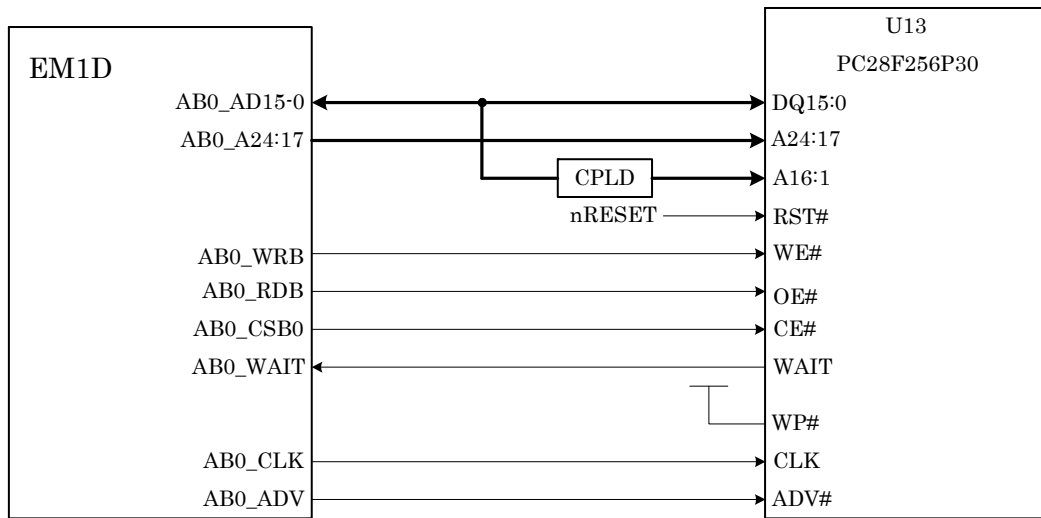 U13
EM1D
PC28F256P30
AB0_AD15-0
DQ15:0
AB0_A24:17
A24:17
CPLD
A16:1
nRESET
RST#
AB0_WRB
WE#
AB0_RDB
OE#
AB0_CSB0
CE#
AB0_WAIT
WAIT
WP#
AB0_CLK
CLK
AB0_ADV
ADV#